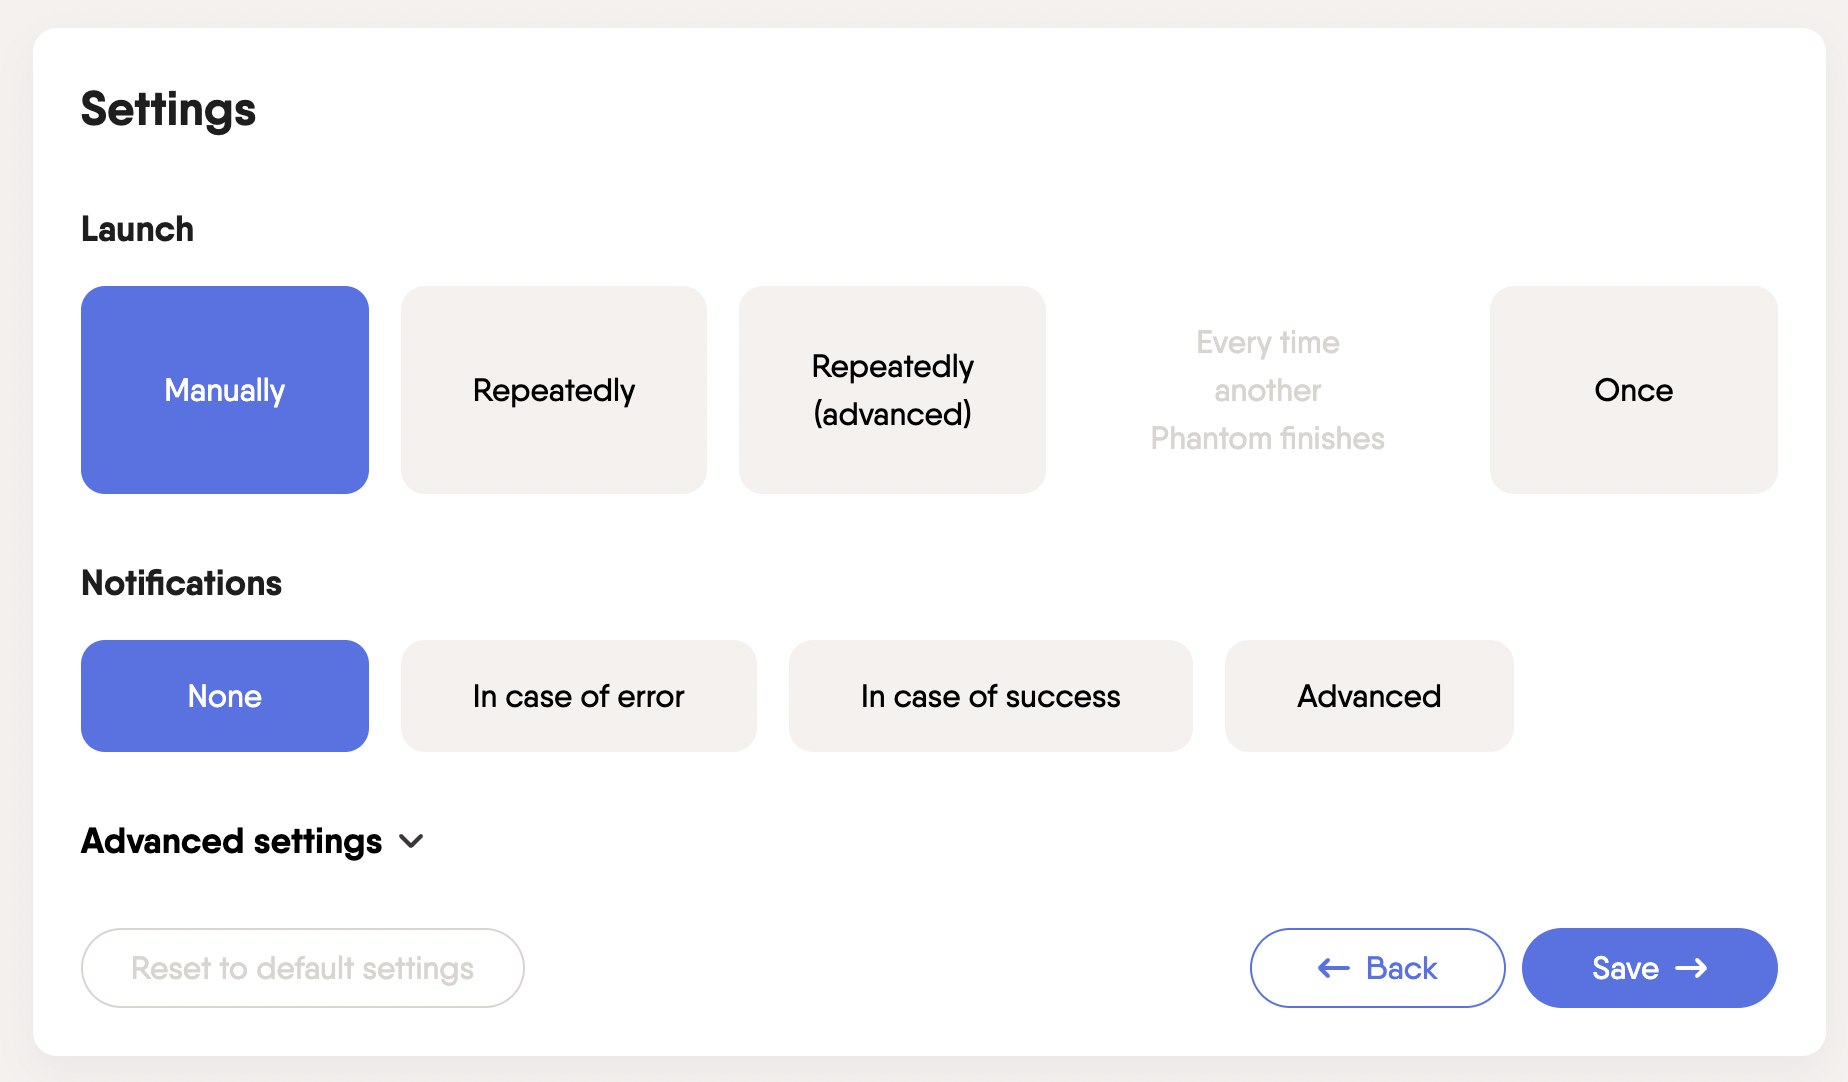 Settings
Launch
Manually
Repeatedly
Repeatedly
(advanced)
Every time
another
Phantom finishes
Once
Notifications
None
In case of error
In case of success
Advanced
Advanced settings
Reset to default settings
Back
Save